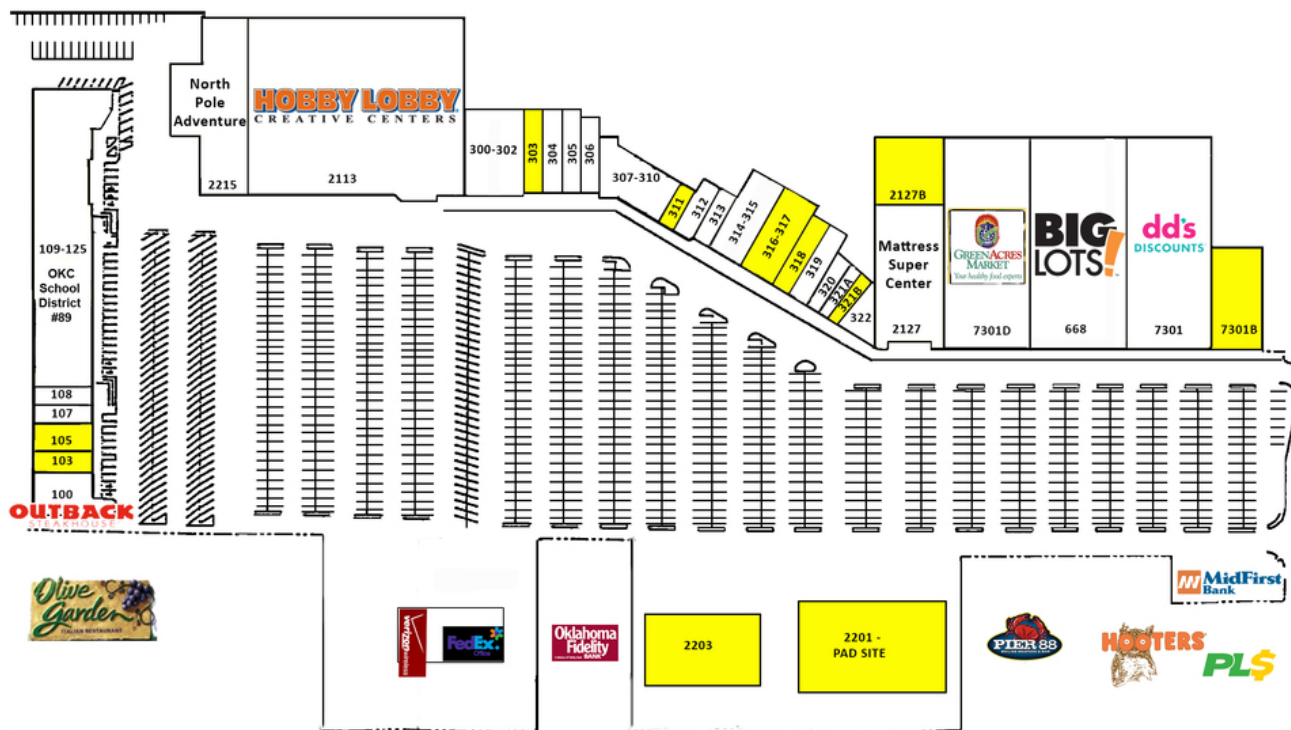 North
Pole
Adventure
2215
HOBBY LOBBY
CREATIVE CENTERS
2113
300-302
303
304
305
306
307-310
311
312
313
314-315
316-317
318
319
320
321A
321B
322
2127B
Mattress
Super
Center
2127
GREENACRES
MARKET
Your healthy food experts
7301D
BIG
LOTS!
668
dd's
DISCOUNTS
7301
7301B
109-125
OKC
School
District
#89
108
107
105
103
100
OUTBACK
STEAKHOUSE
Olive
Garden
ITALIAN RESTAURANT
verizon
wireless
FedEx.
Office
Oklahoma
Fidelity
BANK
2203
2201 -
PAD SITE
PIER 88
HOOTERS
MidFirst
Bank
PL$